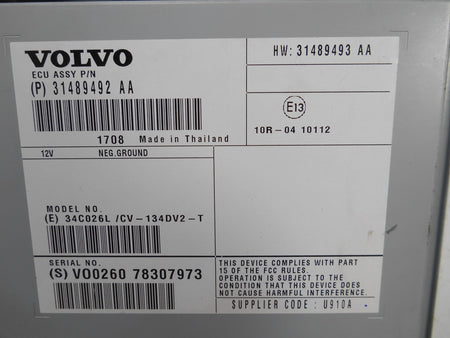 VOLVO
HW: 31489493 AA
ECU ASSY P/N
(P) 31489492 AA
E13
10R-04 10112
1708 Made in Thailand
12V NEG.GROUND
MODEL NO.
(E) 34C026L /CV-134DV2-T
SERIAL NO.
(S) VO0260 78307973
THIS DEVICE COMPLIES WITH PART
15 OF THE FCC RULES.
OPERATION IS SUBJECT TO THE
CONDITION THAT THIS DEVICE DOES
NOT CAUSE HARMFUL INTERFERENCE.
SUPPLIER CODE : U910A